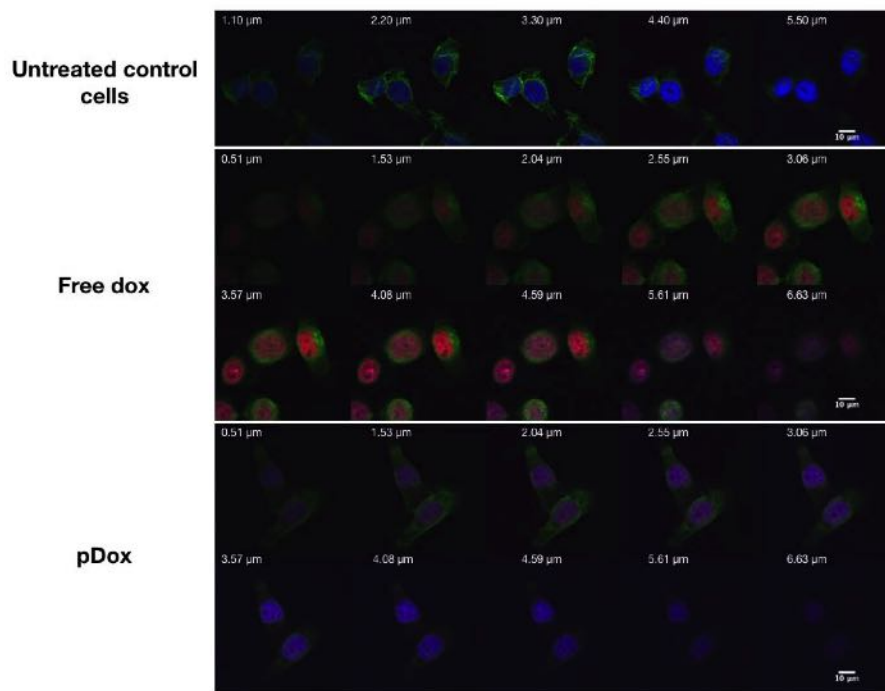 1.10 µm 2.20 µm 3.30 µm 4.40 µm 5.50 µm
Untreated control
cells
10 µm
0.51 µm 1.53 µm 2.04 µm 2.55 µm 3.06 µm
Free dox
3.57 µm 4.08 µm 4.59 µm 5.61 µm 6.63 µm
10 µm
0.51 µm 1.53 µm 2.04 µm 2.55 µm 3.06 µm
pDox
3.57 µm 4.08 µm 4.59 µm 5.61 µm 6.63 µm
10 µm